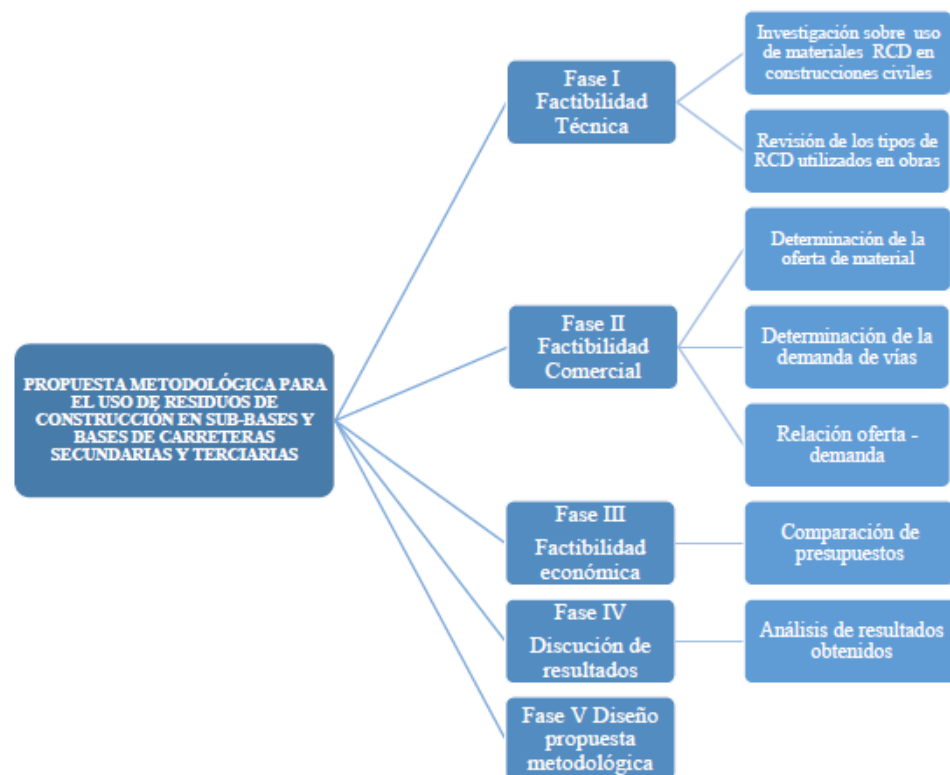 PROPUESTA METODOLÓGICA PARA
EL USO DE RESIDUOS DE
CONSTRUCCIÓN EN SUB-BASES Y
BASES DE CARRETERAS
SECUNDARIAS Y TERCIARIAS
Fase I
Factibilidad
Técnica
Investigación sobre uso
de materiales RCD en
construcciones civiles
Revisión de los tipos de
RCD utilizados en obras
Fase II
Factibilidad
Comercial
Determinación de la
oferta de material
Determinación de la
demanda de vías
Relación oferta -
demanda
Fase III
Factibilidad
económica
Comparación de
presupuestos
Fase IV
Discución de
resultados
Análisis de resultados
obtenidos
Fase V Diseño
propuesta
metodológica